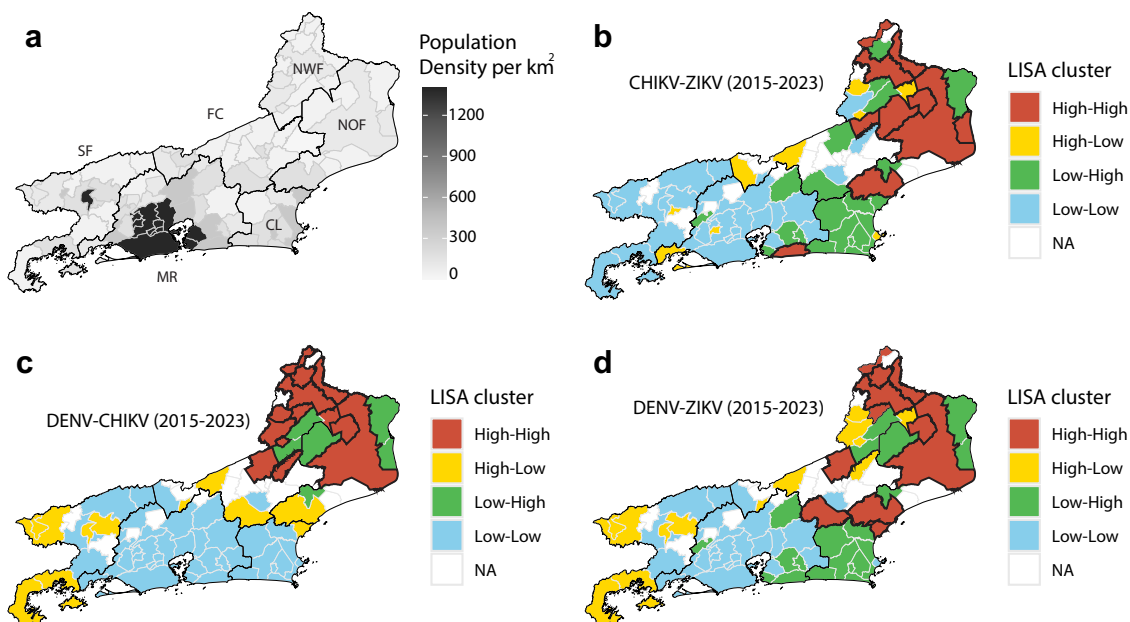 a
Population
Density per km²
1200
900
600
300
0
NWF
FC
NOF
SF
CL
MR
b
CHIKV-ZIKV (2015-2023)
LISA cluster
High-High
High-Low
Low-High
Low-Low
NA
c
DENV-CHIKV (2015-2023)
LISA cluster
High-High
High-Low
Low-High
Low-Low
NA
d
DENV-ZIKV (2015-2023)
LISA cluster
High-High
High-Low
Low-High
Low-Low
NA